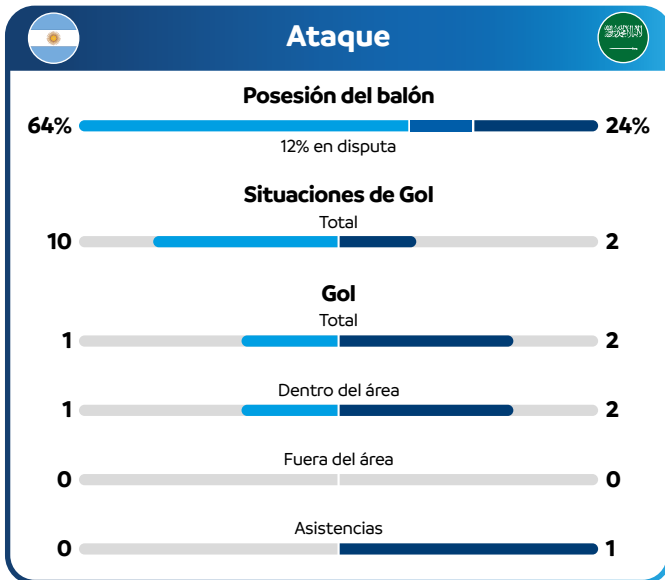 Ataque
Posesión del balón
64% 24%
12% en disputa
Situaciones de Gol
Total
10 2
Gol
Total
1 2
Dentro del área
1 2
Fuera del área
0 0
Asistencias
0 1